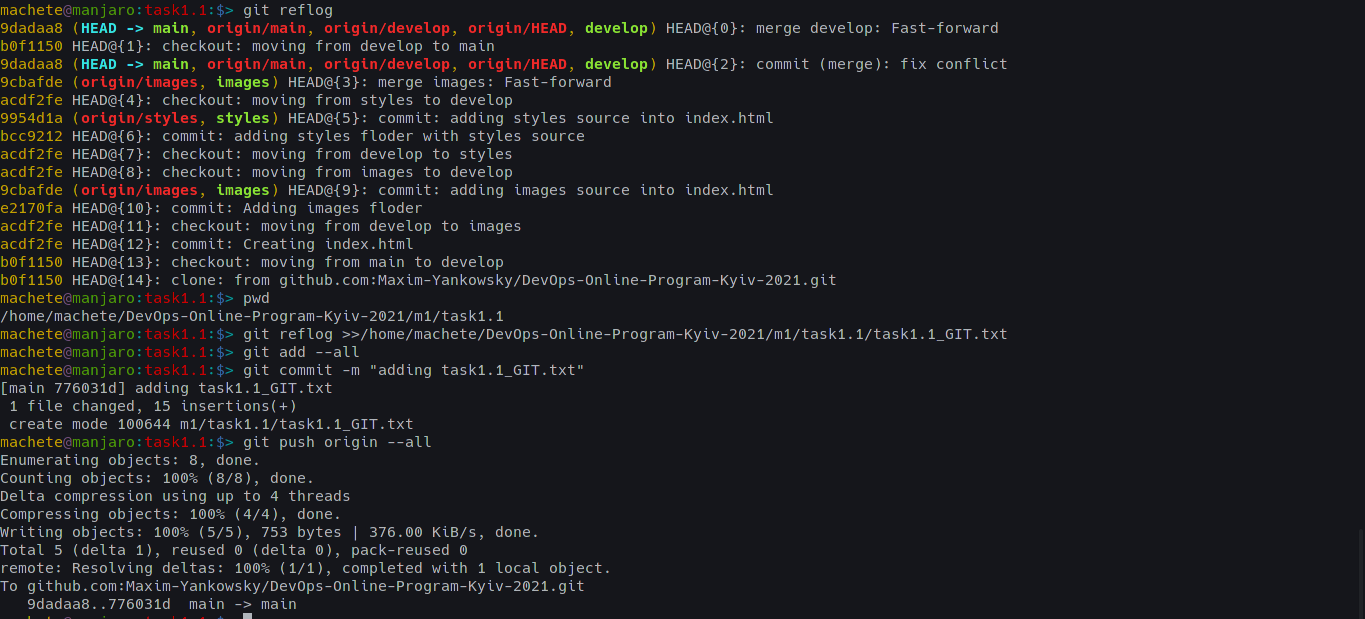 machete@manjaro:task1.1:$> git reflog
9dadaa8 (HEAD -> main, origin/main, origin/develop, origin/HEAD, develop) HEAD@{0}: merge develop: Fast-forward
b0f1150 HEAD@{1}: checkout: moving from develop to main
9dadaa8 (HEAD -> main, origin/main, origin/develop, origin/HEAD, develop) HEAD@{2}: commit (merge): fix conflict
9cbafde (origin/images, images) HEAD@{3}: merge images: Fast-forward
acdf2fe HEAD@{4}: checkout: moving from styles to develop
9954d1a (origin/styles, styles) HEAD@{5}: commit: adding styles source into index.html
bcc9212 HEAD@{6}: commit: adding styles floder with styles source
acdf2fe HEAD@{7}: checkout: moving from develop to styles
acdf2fe HEAD@{8}: checkout: moving from images to develop
9cbafde (origin/images, images) HEAD@{9}: commit: adding images source into index.html
e2170fa HEAD@{10}: commit: Adding images floder
acdf2fe HEAD@{11}: checkout: moving from develop to images
acdf2fe HEAD@{12}: commit: Creating index.html
b0f1150 HEAD@{13}: checkout: moving from main to develop
b0f1150 HEAD@{14}: clone: from github.com:Maxim-Yankowsky/DevOps-Online-Program-Kyiv-2021.git
machete@manjaro:task1.1:$> pwd
/home/machete/DevOps-Online-Program-Kyiv-2021/m1/task1.1
machete@manjaro:task1.1:$> git reflog >>/home/machete/DevOps-Online-Program-Kyiv-2021/m1/task1.1/task1.1_GIT.txt
machete@manjaro:task1.1:$> git add --all
machete@manjaro:task1.1:$> git commit -m "adding task1.1_GIT.txt"
[main 776031d] adding task1.1_GIT.txt
 1 file changed, 15 insertions(+)
 create mode 100644 m1/task1.1/task1.1_GIT.txt
machete@manjaro:task1.1:$> git push origin --all
Enumerating objects: 8, done.
Counting objects: 100% (8/8), done.
Delta compression using up to 4 threads
Compressing objects: 100% (4/4), done.
Writing objects: 100% (5/5), 753 bytes | 376.00 KiB/s, done.
Total 5 (delta 1), reused 0 (delta 0), pack-reused 0
remote: Resolving deltas: 100% (1/1), completed with 1 local object.
To github.com:Maxim-Yankowsky/DevOps-Online-Program-Kyiv-2021.git
   9dadaa8..776031d  main -> main
machete@manjaro:task1.1:$>